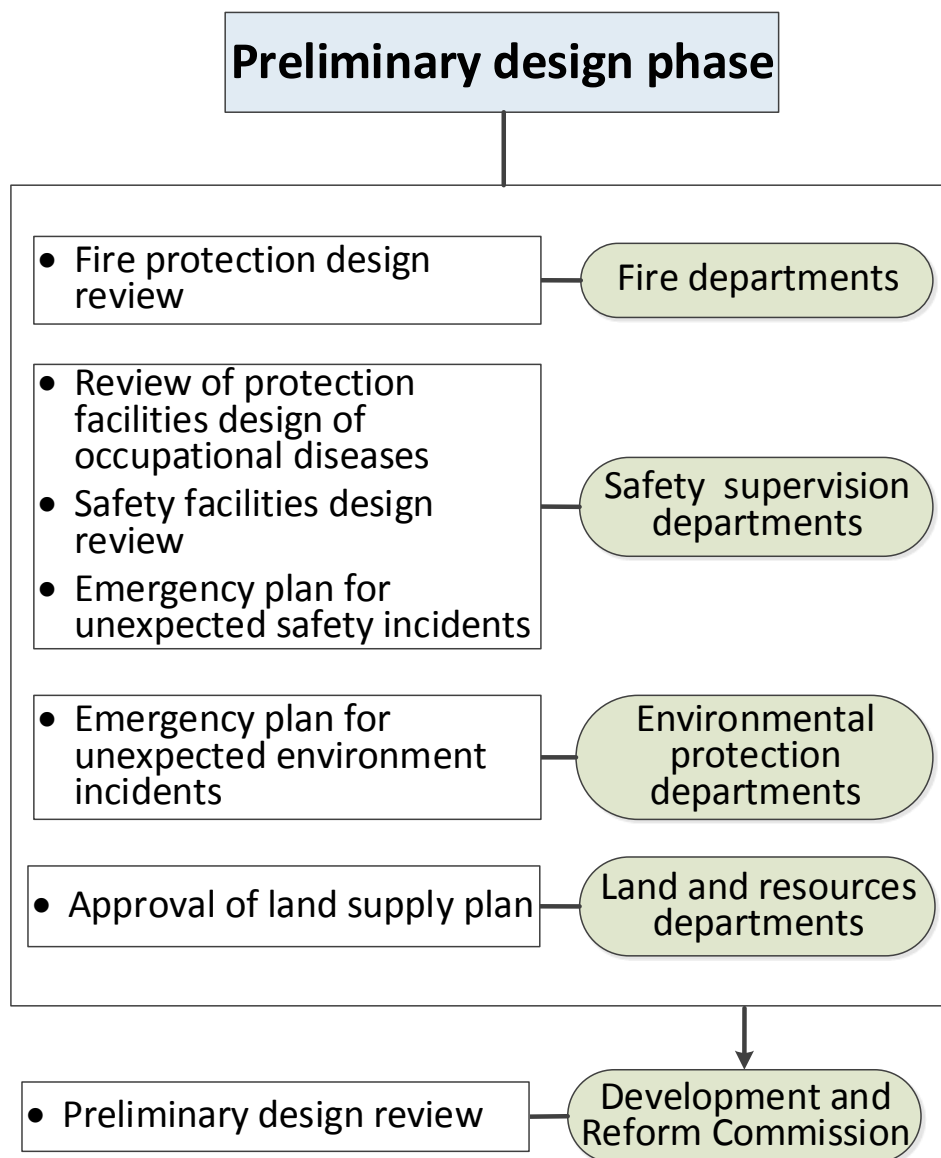 Preliminary design phase
• Fire protection design
review
Fire departments
• Review of protection
facilities design of
occupational diseases
• Safety facilities design
review
• Emergency plan for
unexpected safety incidents
Safety supervision
departments
• Emergency plan for
unexpected environment
incidents
Environmental
protection
departments
• Approval of land supply plan
Land and resources
departments
• Preliminary design review
Development and
Reform Commission